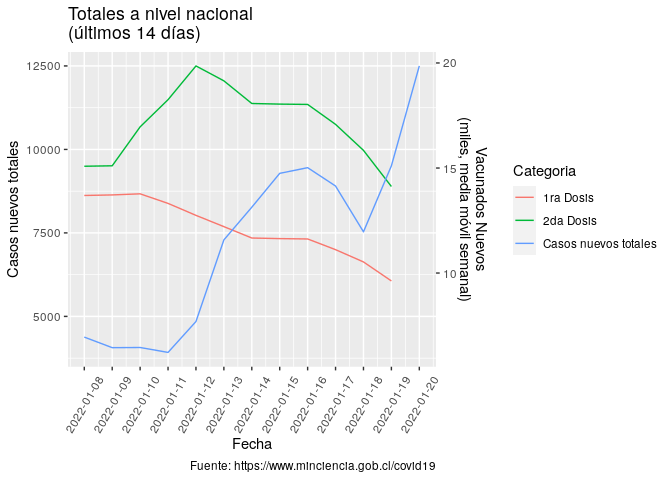 Totales a nivel nacional
(últimos 14 días)
Casos nuevos totales
12500
10000
7500
5000
20
15
10
Vacunados Nuevos
(miles, media móvil semanal)
2022-01-08
2022-01-09
2022-01-10
2022-01-11
2022-01-12
2022-01-13
2022-01-14
2022-01-15
2022-01-16
2022-01-17
2022-01-18
2022-01-19
2022-01-20
Fecha
Categoria
1ra Dosis
2da Dosis
Casos nuevos totales
Fuente: https://www.minciencia.gob.cl/covid19